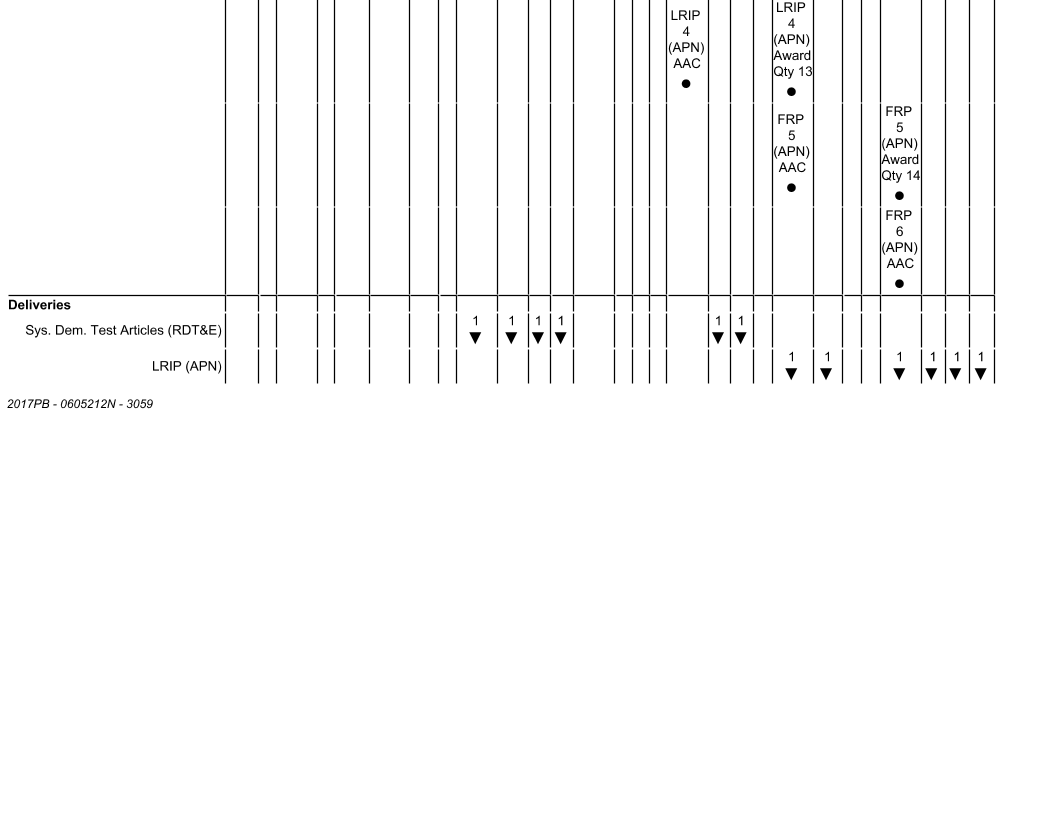 LRIP
4
(APN)
AAC
LRIP
4
(APN)
Award
Qty 13
FRP
5
(APN)
AAC
FRP
5
(APN)
Award
Qty 14
FRP
6
(APN)
AAC
Deliveries
Sys. Dem. Test Articles (RDT&E) 1 1 1 1 1 1
LRIP (APN) 1 1 1 1 1 1
2017PB - 0605212N - 3059